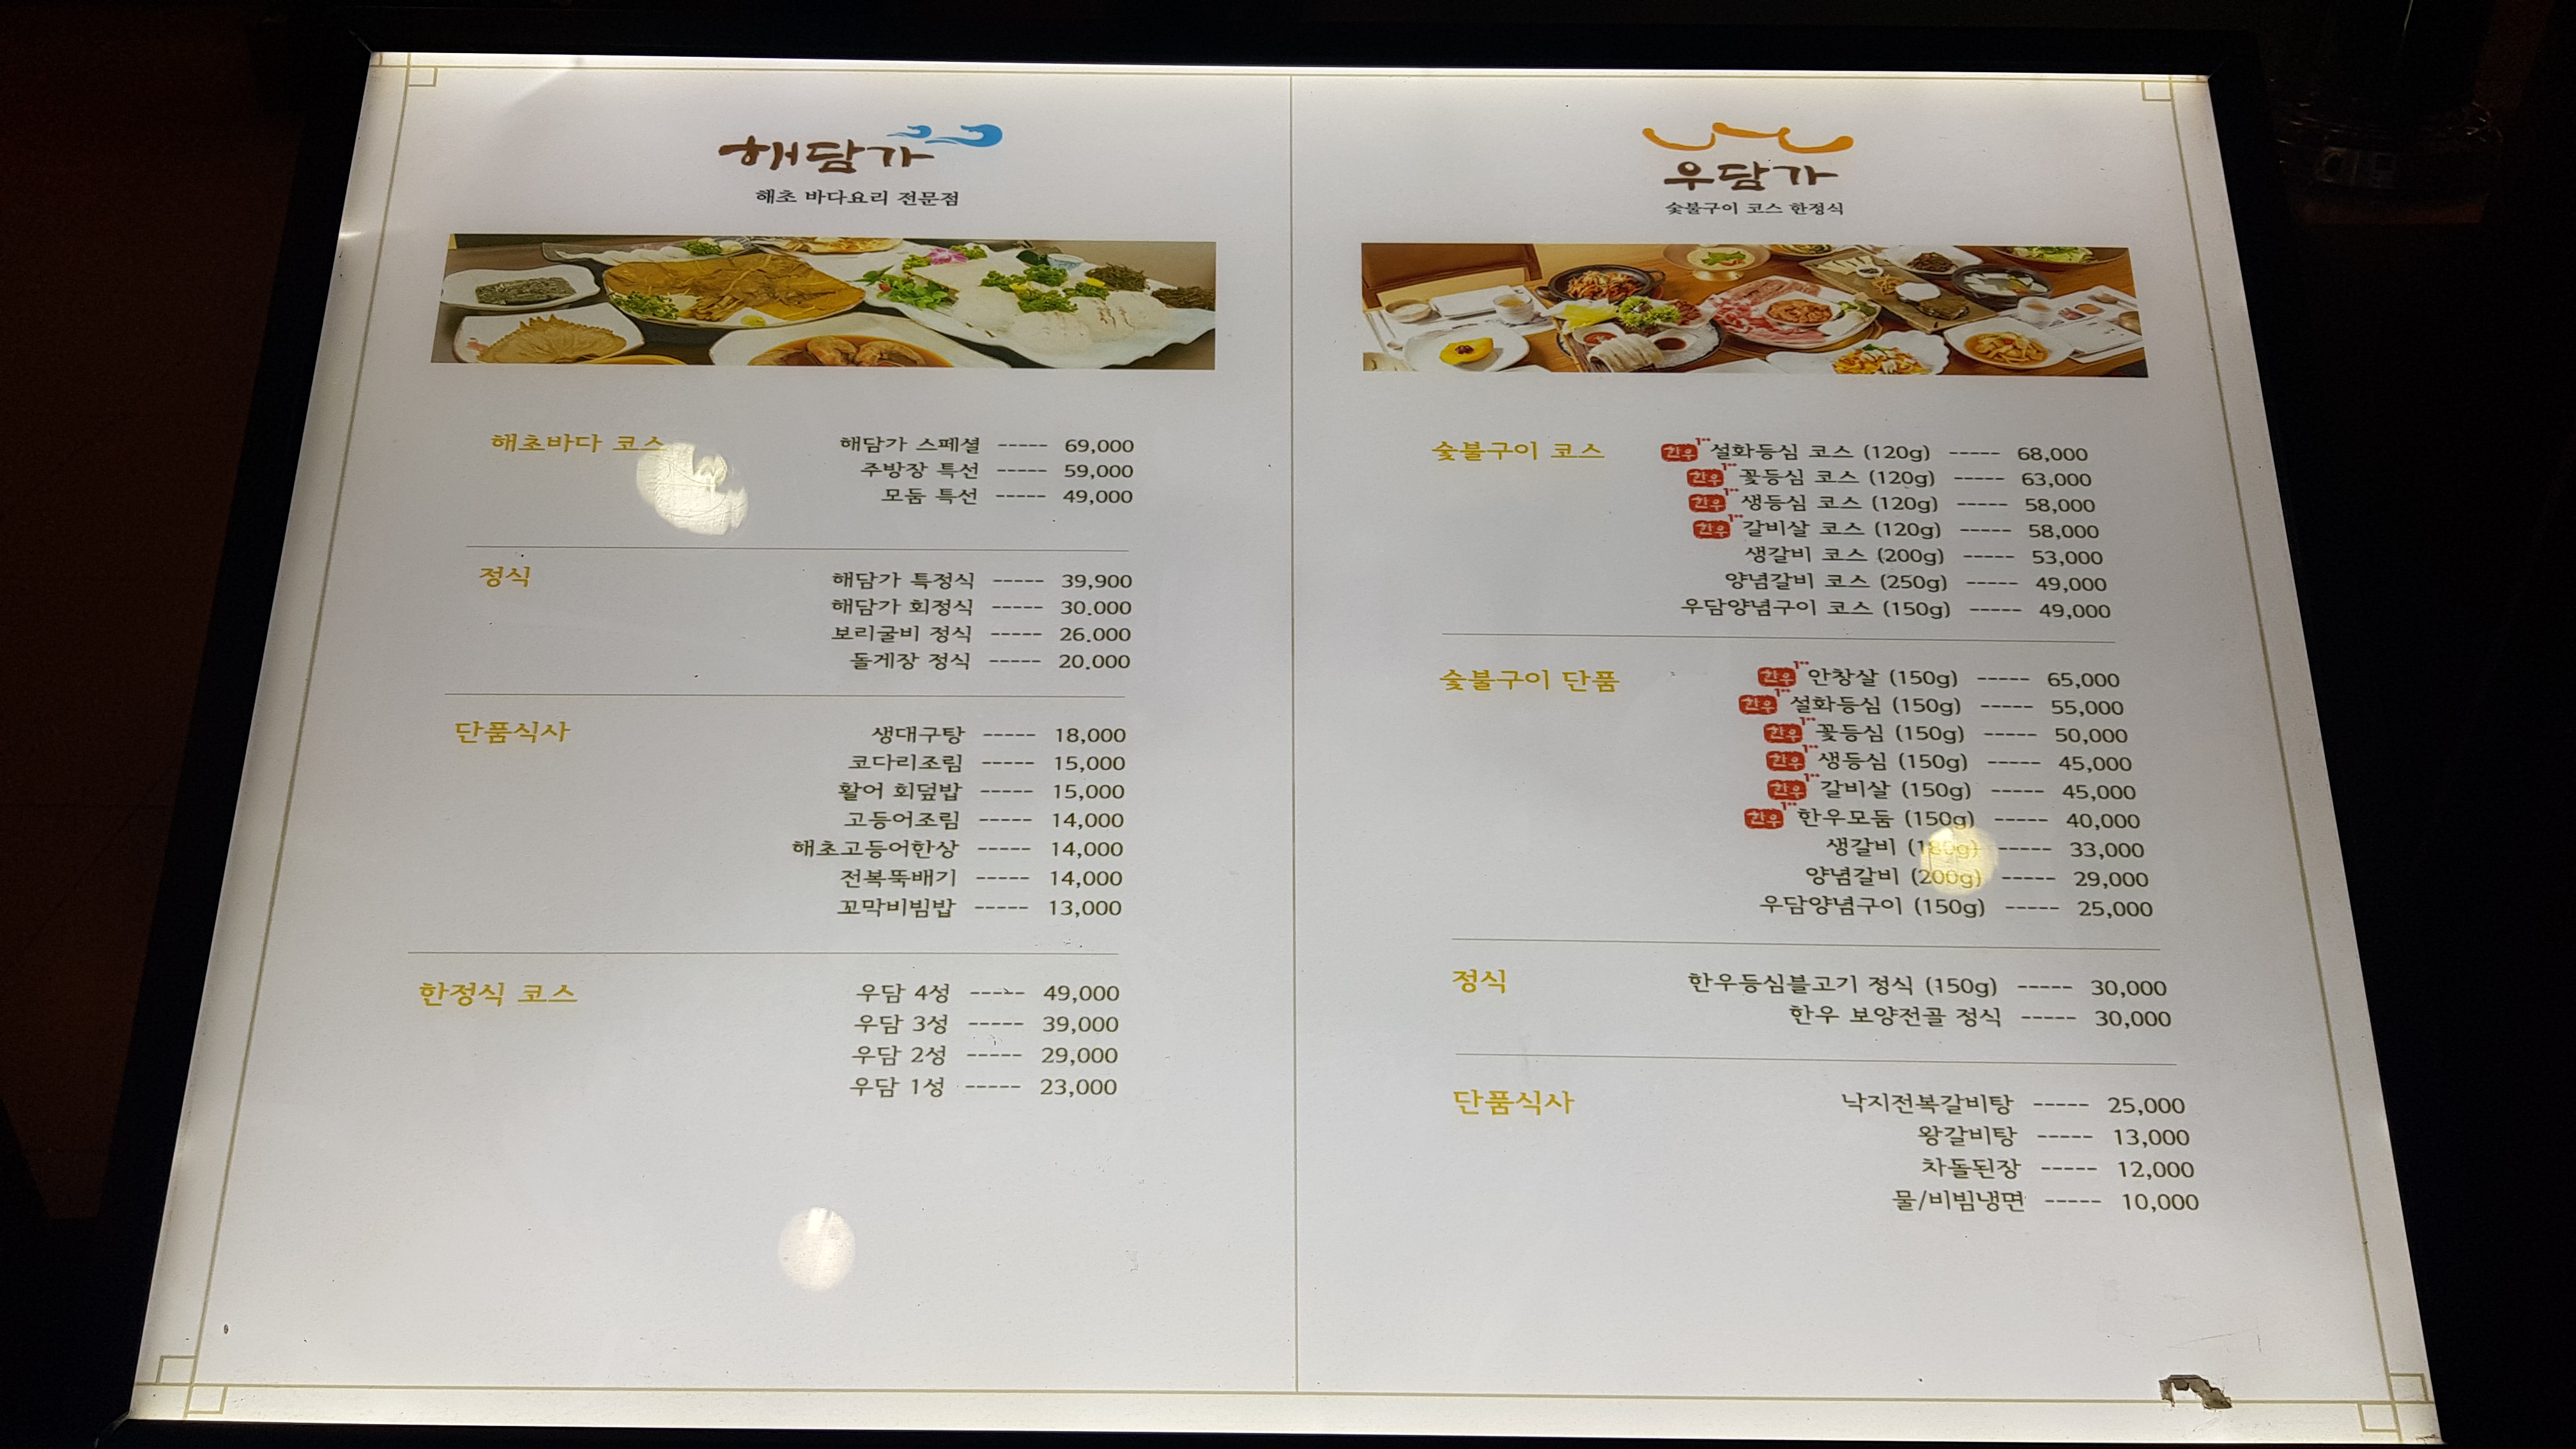 해담가
해초 바다요리 전문점
해초바다 코스
해담가 스페셜 ----- 69,000
주방장 특선 ----- 59,000
모둠 특선 ----- 49,000
정식
해담가 특정식 ----- 39,900
해담가 회정식 ----- 30.000
보리굴비 정식 ----- 26.000
돌게장 정식 ----- 20.000
단품식사
생대구탕 ----- 18,000
코다리조림 ----- 15,000
활어 회덮밥 ----- 15,000
고등어조림 ----- 14,000
해초고등어한상 ----- 14,000
전복뚝배기 ----- 14,000
꼬막비빔밥 ----- 13,000
한정식 코스
우담 4성 ----- 49,000
우담 3성 ----- 39,000
우담 2성 ----- 29,000
우담 1성 ----- 23,000
우담가
숯불구이 코스 한정식
숯불구이 코스
한우 1++ 설화등심 코스 (120g) ----- 68,000
한우 1++ 꽃등심 코스 (120g) ----- 63,000
한우 1++ 생등심 코스 (120g) ----- 58,000
한우 1++ 갈비살 코스 (120g) ----- 58,000
생갈비 코스 (200g) ----- 53,000
양념갈비 코스 (250g) ----- 49,000
우담양념구이 코스 (150g) ----- 49,000
숯불구이 단품
한우 1++ 안창살 (150g) ----- 65,000
한우 1++ 설화등심 (150g) ----- 55,000
한우 1++ 꽃등심 (150g) ----- 50,000
한우 1++ 생등심 (150g) ----- 45,000
한우 1++ 갈비살 (150g) ----- 45,000
한우 1++ 한우모둠 (150g) ----- 40,000
생갈비 (180g) ----- 33,000
양념갈비 (200g) ----- 29,000
우담양념구이 (150g) ----- 25,000
정식
한우등심불고기 정식 (150g) ----- 30,000
한우 보양전골 정식 ----- 30,000
단품식사
낙지전복갈비탕 ----- 25,000
왕갈비탕 ----- 13,000
차돌된장 ----- 12,000
물/비빔냉면 ----- 10,000